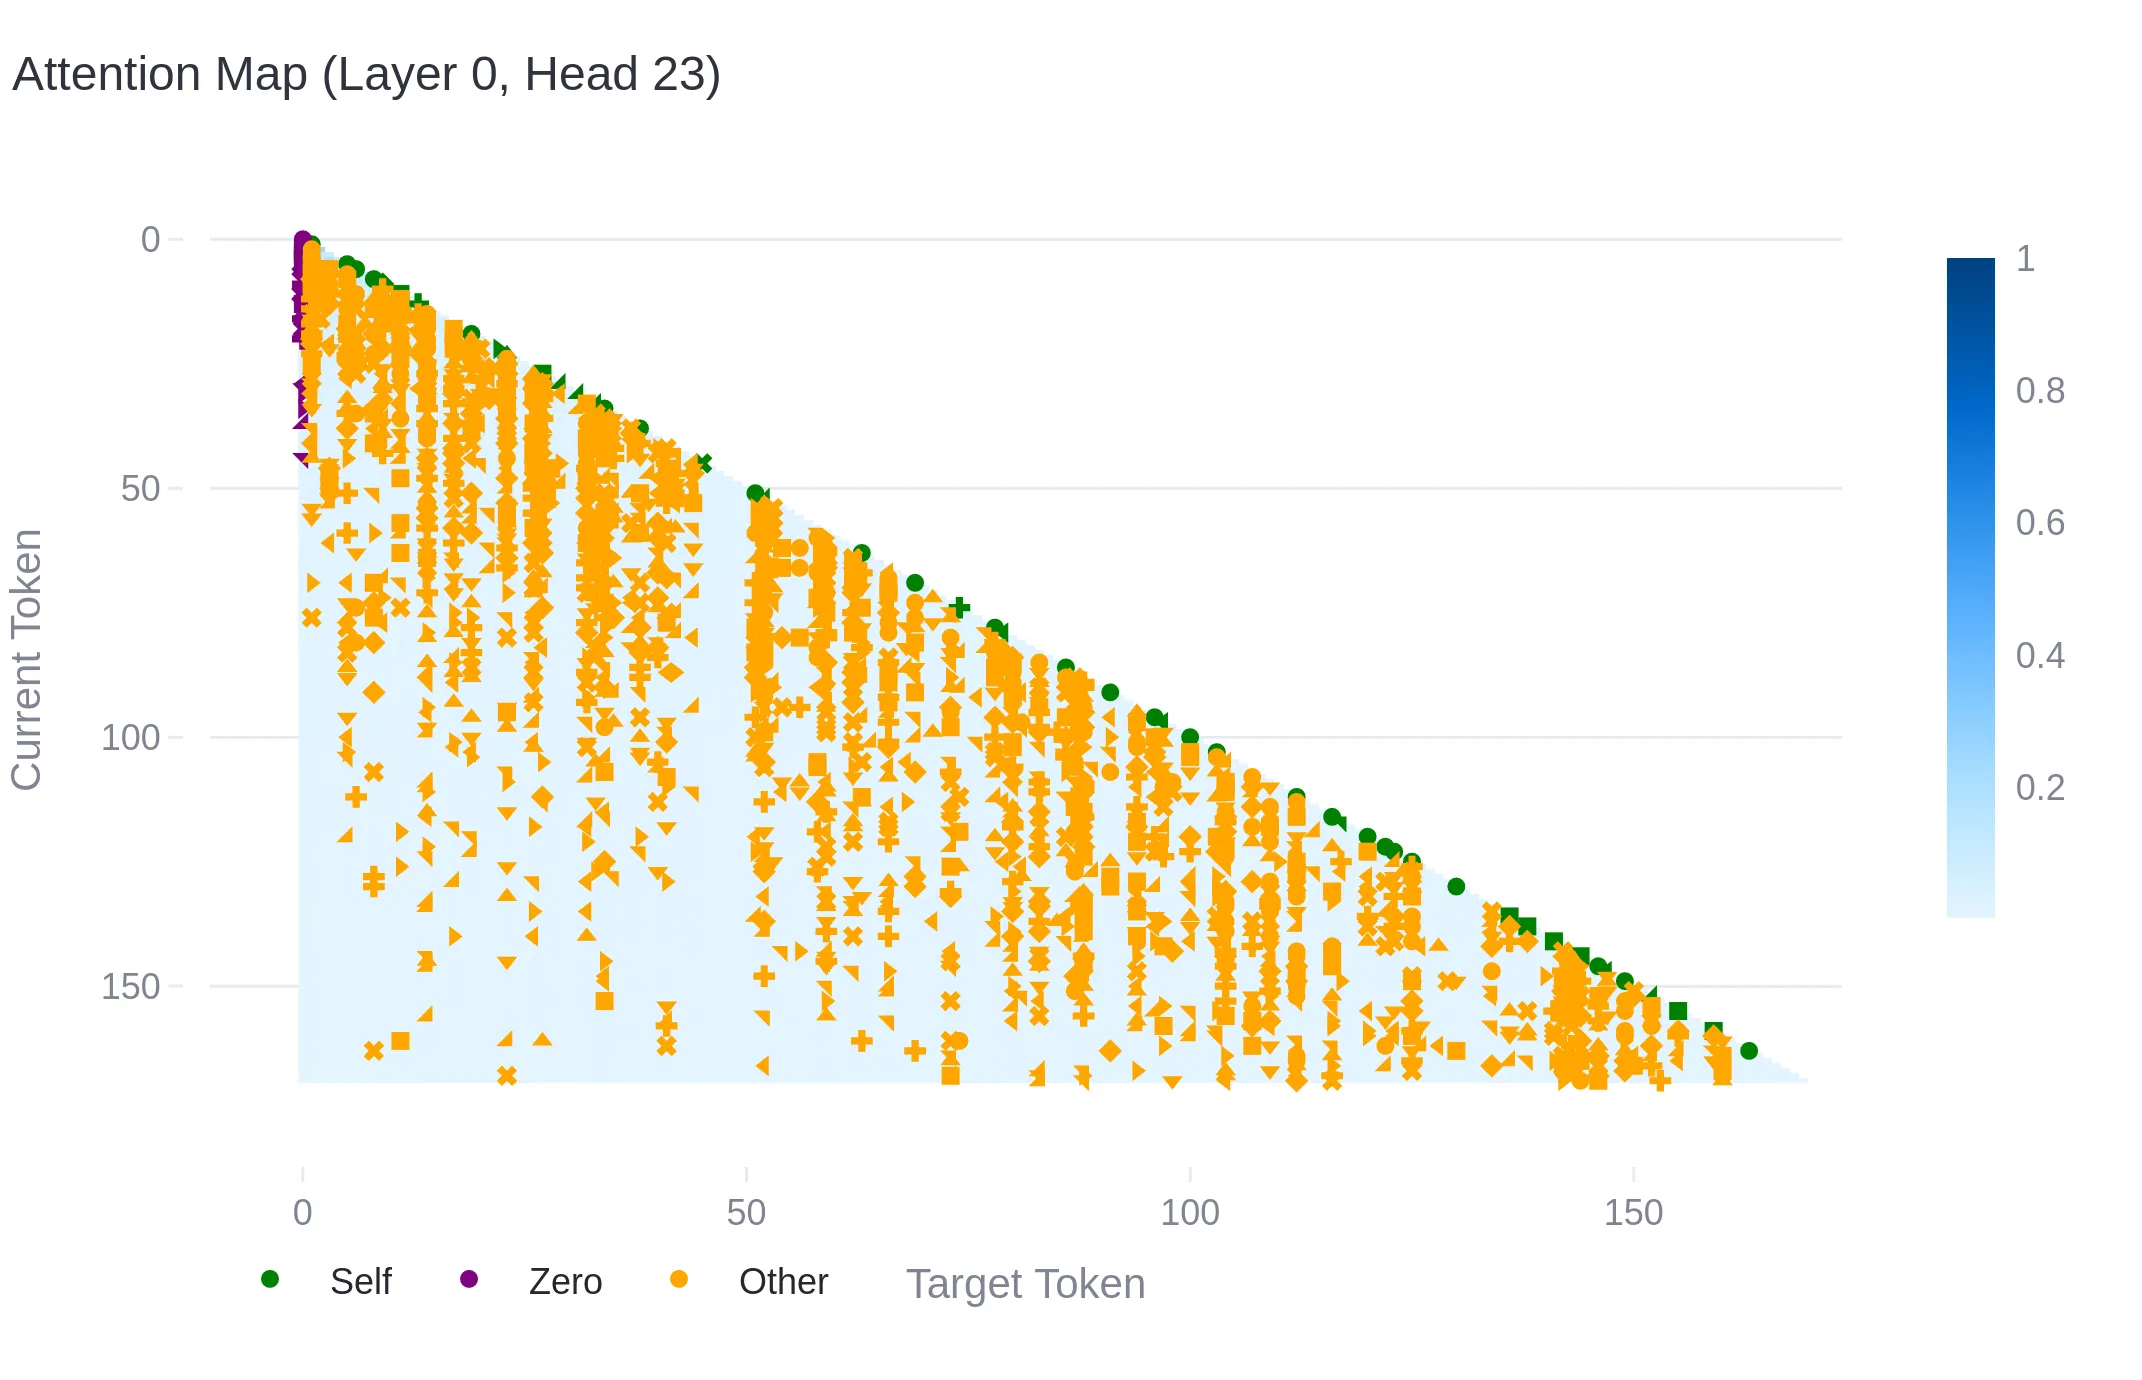 Attention Map (Layer 0, Head 23)
0
50
100
150
Current Token
1
0.8
0.6
0.4
0.2
0
50
100
150
Target Token
Self
Zero
Other